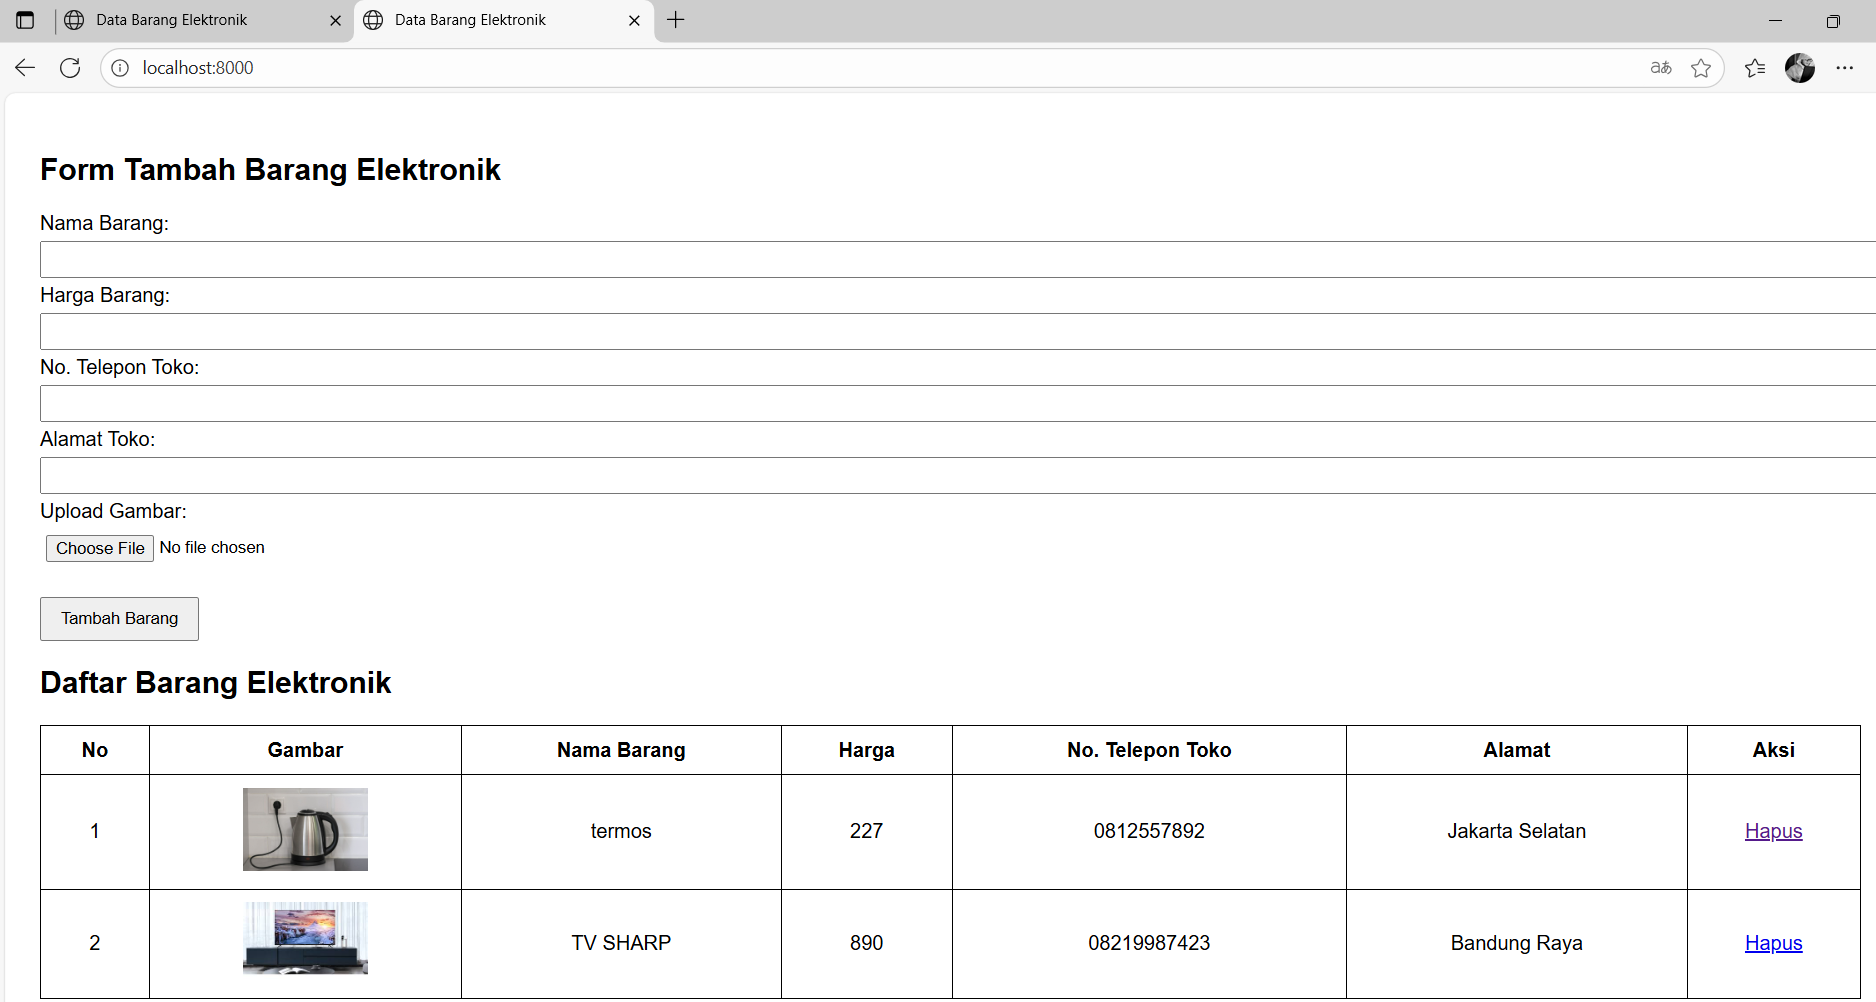 Data Barang Elektronik
Data Barang Elektronik
localhost:8000
aあ
Form Tambah Barang Elektronik
Nama Barang:
Harga Barang:
No. Telepon Toko:
Alamat Toko:
Upload Gambar:
Choose File No file chosen
Tambah Barang
Daftar Barang Elektronik
No Gambar Nama Barang Harga No. Telepon Toko Alamat Aksi
1 termos 227 0812557892 Jakarta Selatan Hapus
2 TV SHARP 890 08219987423 Bandung Raya Hapus